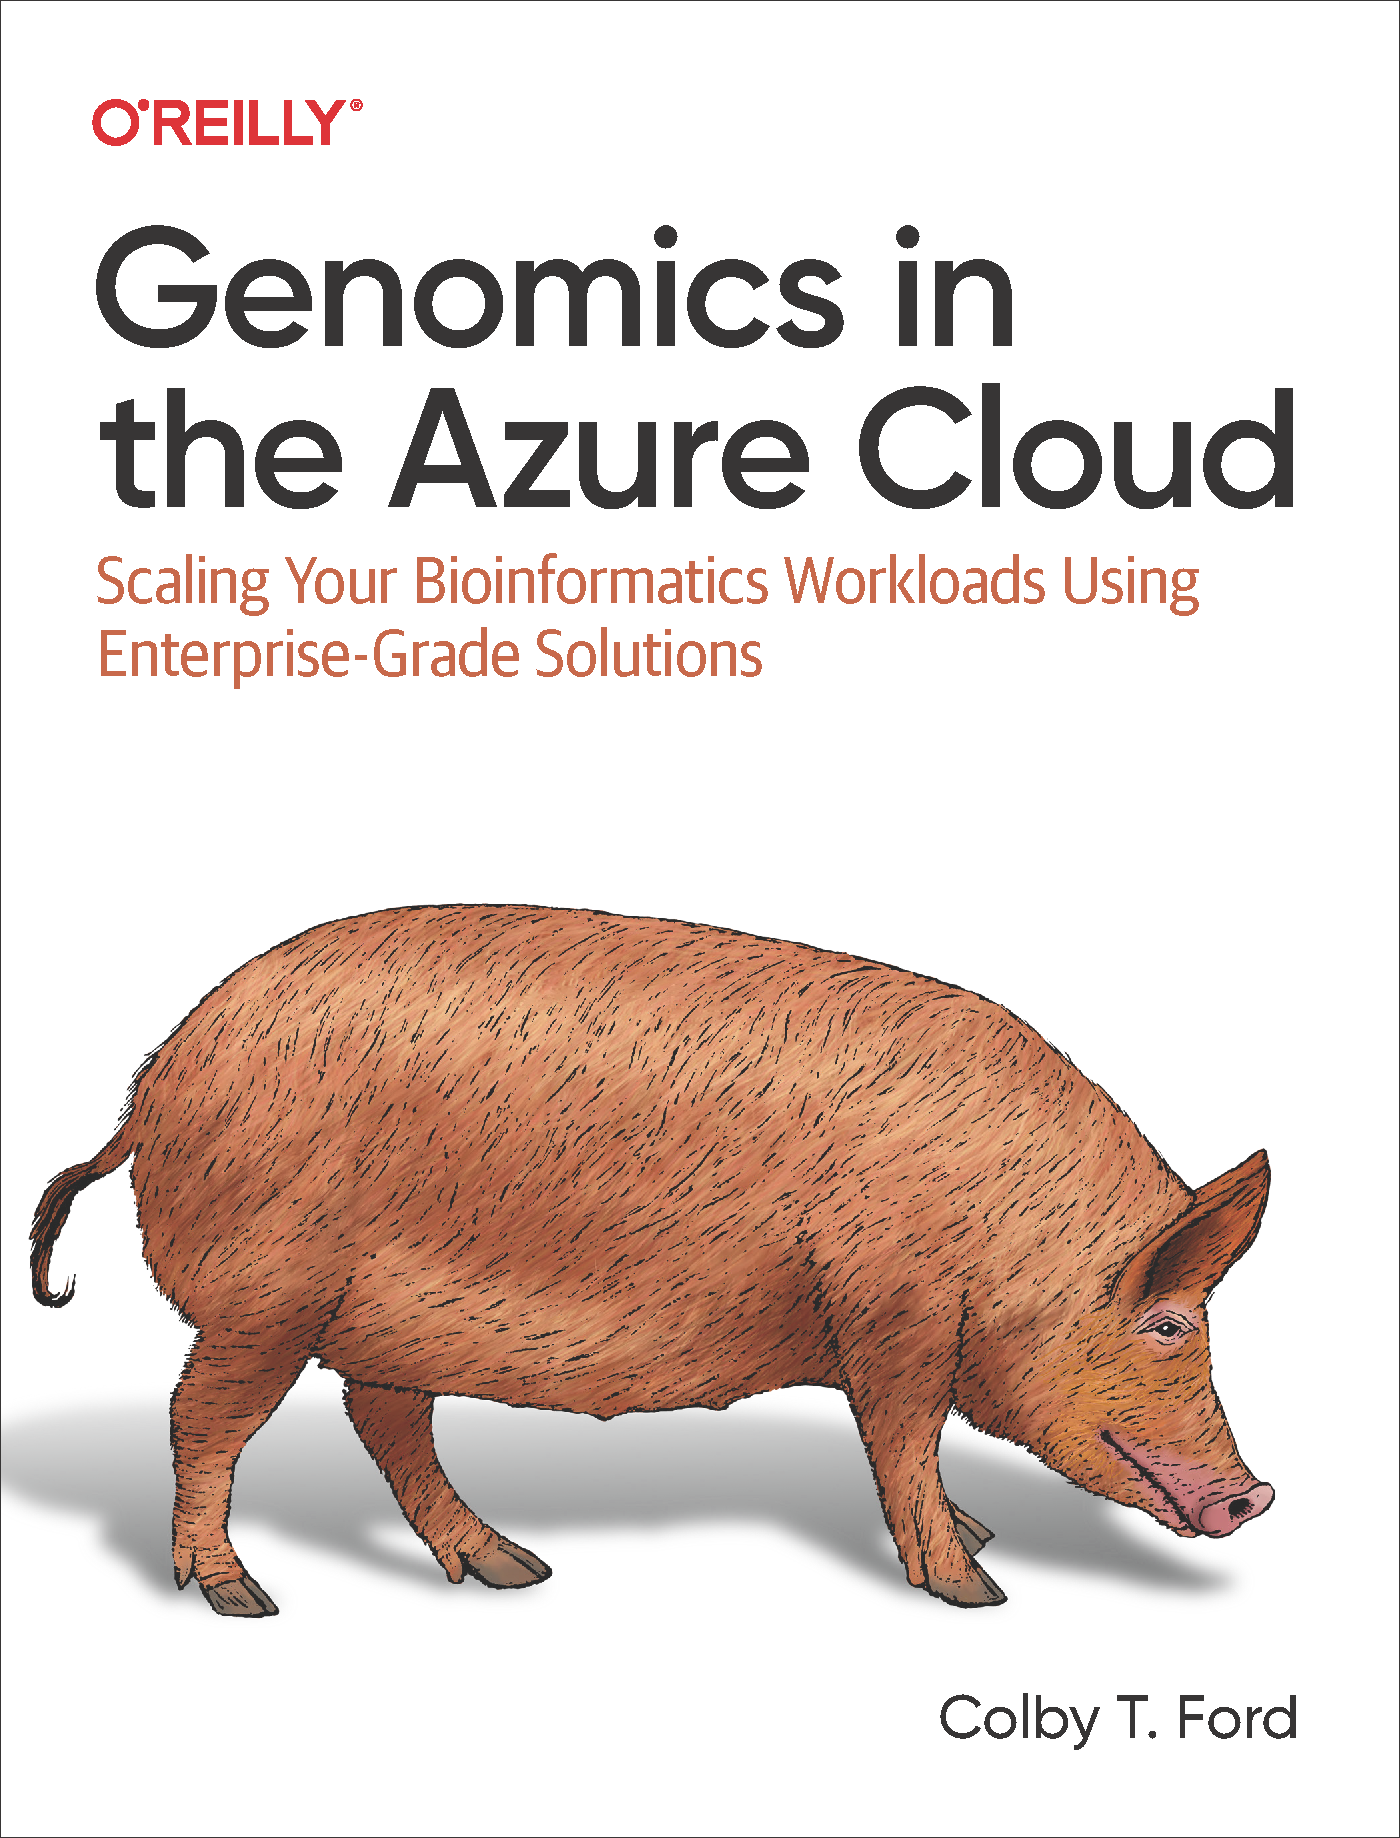 O'REILLY®
Genomics in
the Azure Cloud
Scaling Your Bioinformatics Workloads Using
Enterprise-Grade Solutions
Colby T. Ford